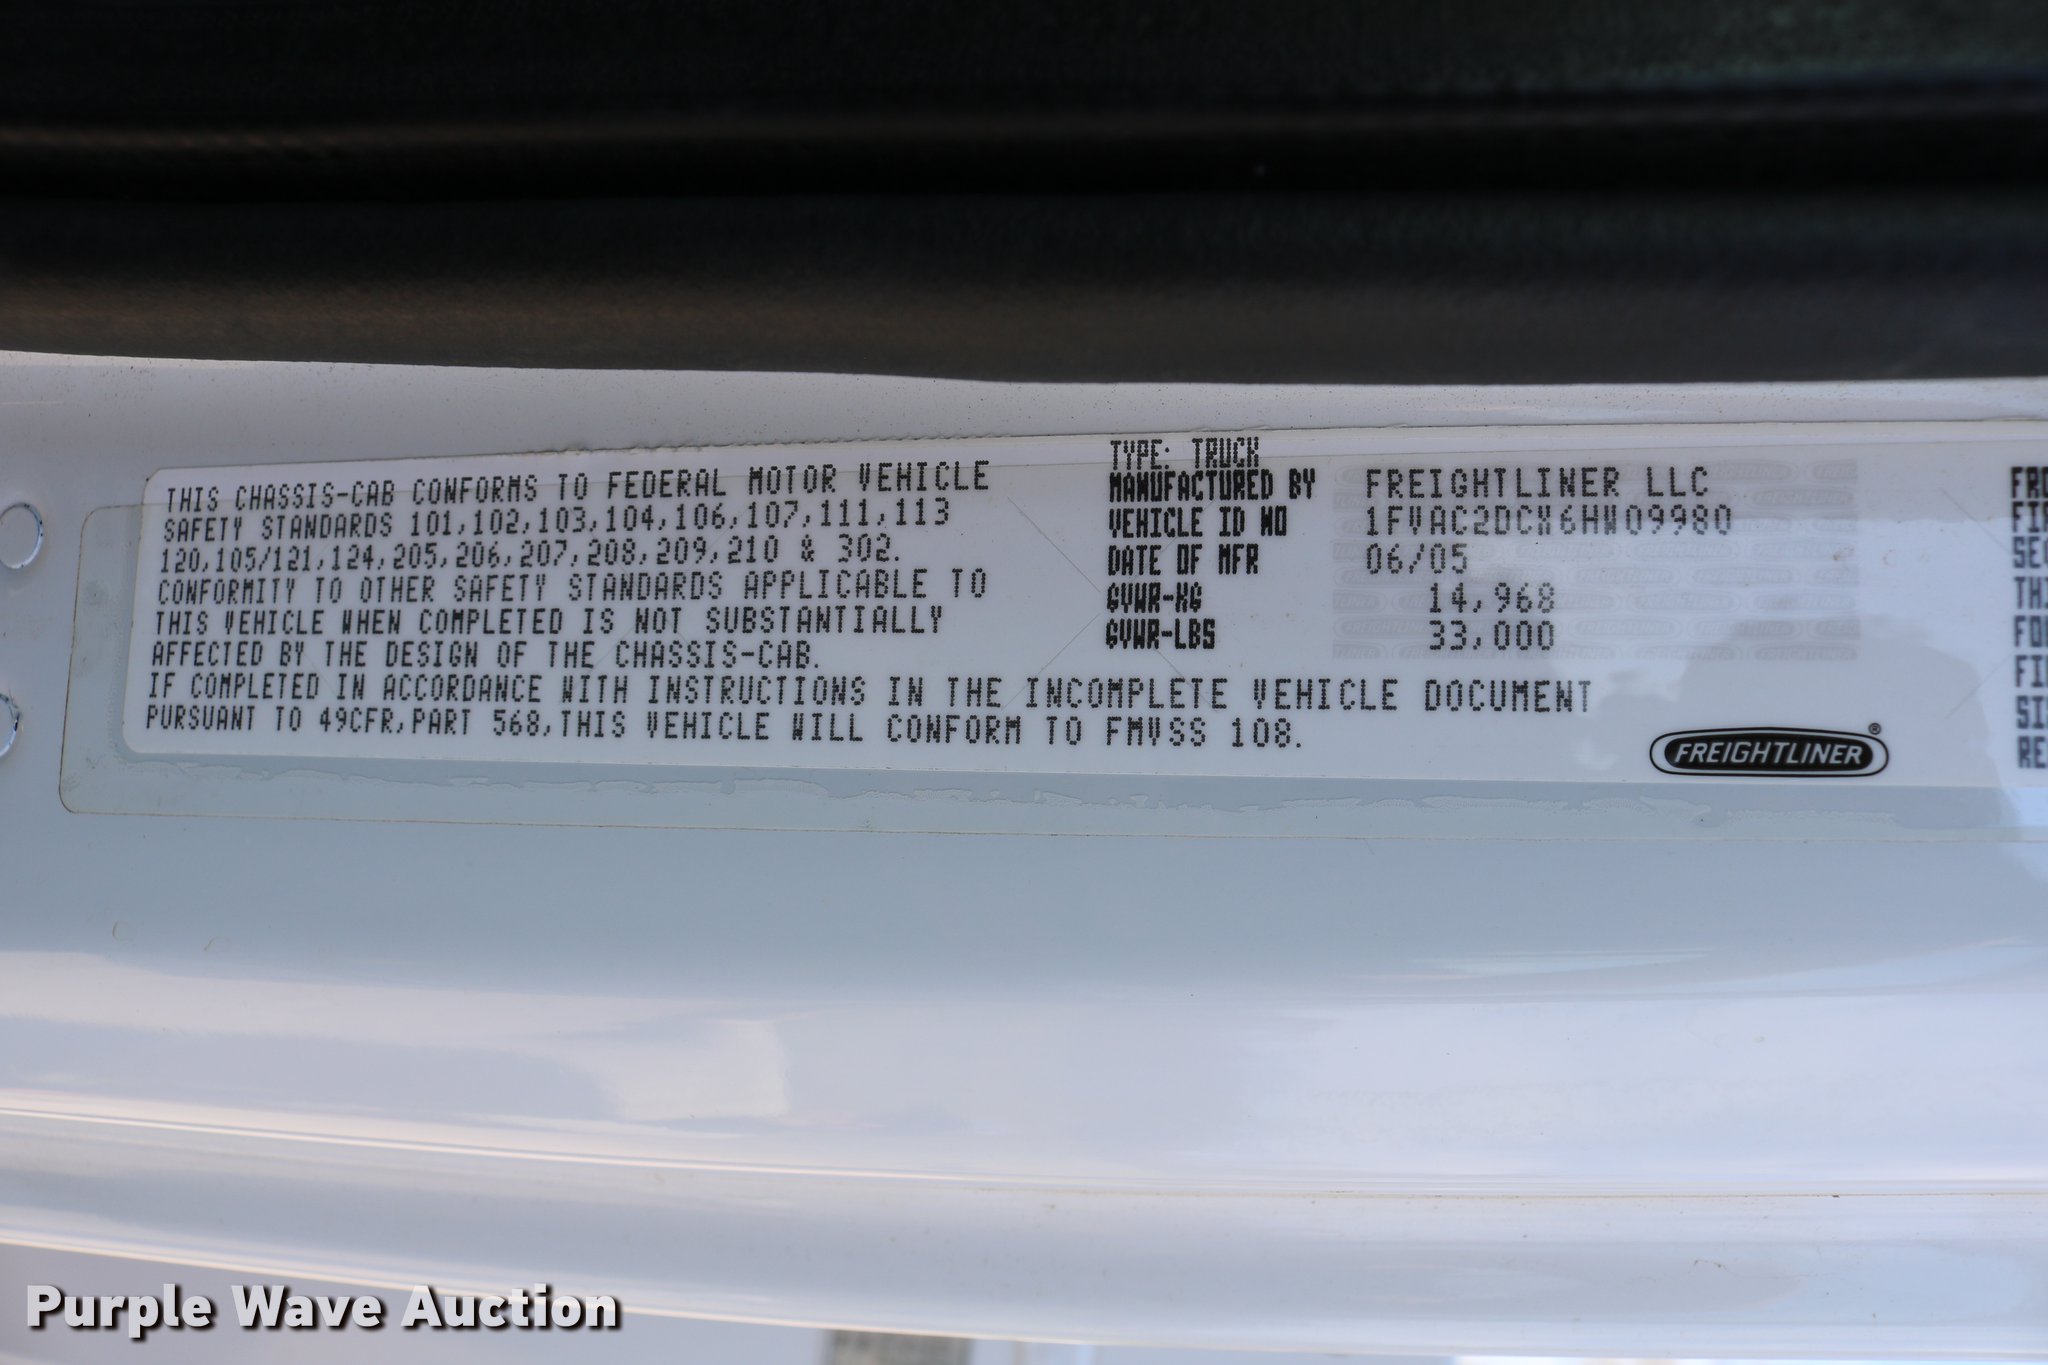 THIS CHASSIS-CAB CONFORMS TO FEDERAL MOTOR VEHICLE
SAFETY STANDARDS 101,102,103,104,106,107,111,113
120,105/121,124,205,206,207,208,209,210 & 302.
CONFORMITY TO OTHER SAFETY STANDARDS APPLICABLE TO
THIS VEHICLE WHEN COMPLETED IS NOT SUBSTANTIALLY
AFFECTED BY THE DESIGN OF THE CHASSIS-CAB.
IF COMPLETED IN ACCORDANCE WITH INSTRUCTIONS IN THE INCOMPLETE VEHICLE DOCUMENT
PURSUANT TO 49CFR,PART 568,THIS VEHICLE WILL CONFORM TO FMVSS 108.
TYPE: TRUCK
MANUFACTURED BY FREIGHTLINER LLC
VEHICLE ID NO 1FVAC2DCX6HW09980
DATE OF MFR 06/05
GVWR-KG 14,968
GVWR-LBS 33,000
FREIGHTLINER®
Purple Wave Auction